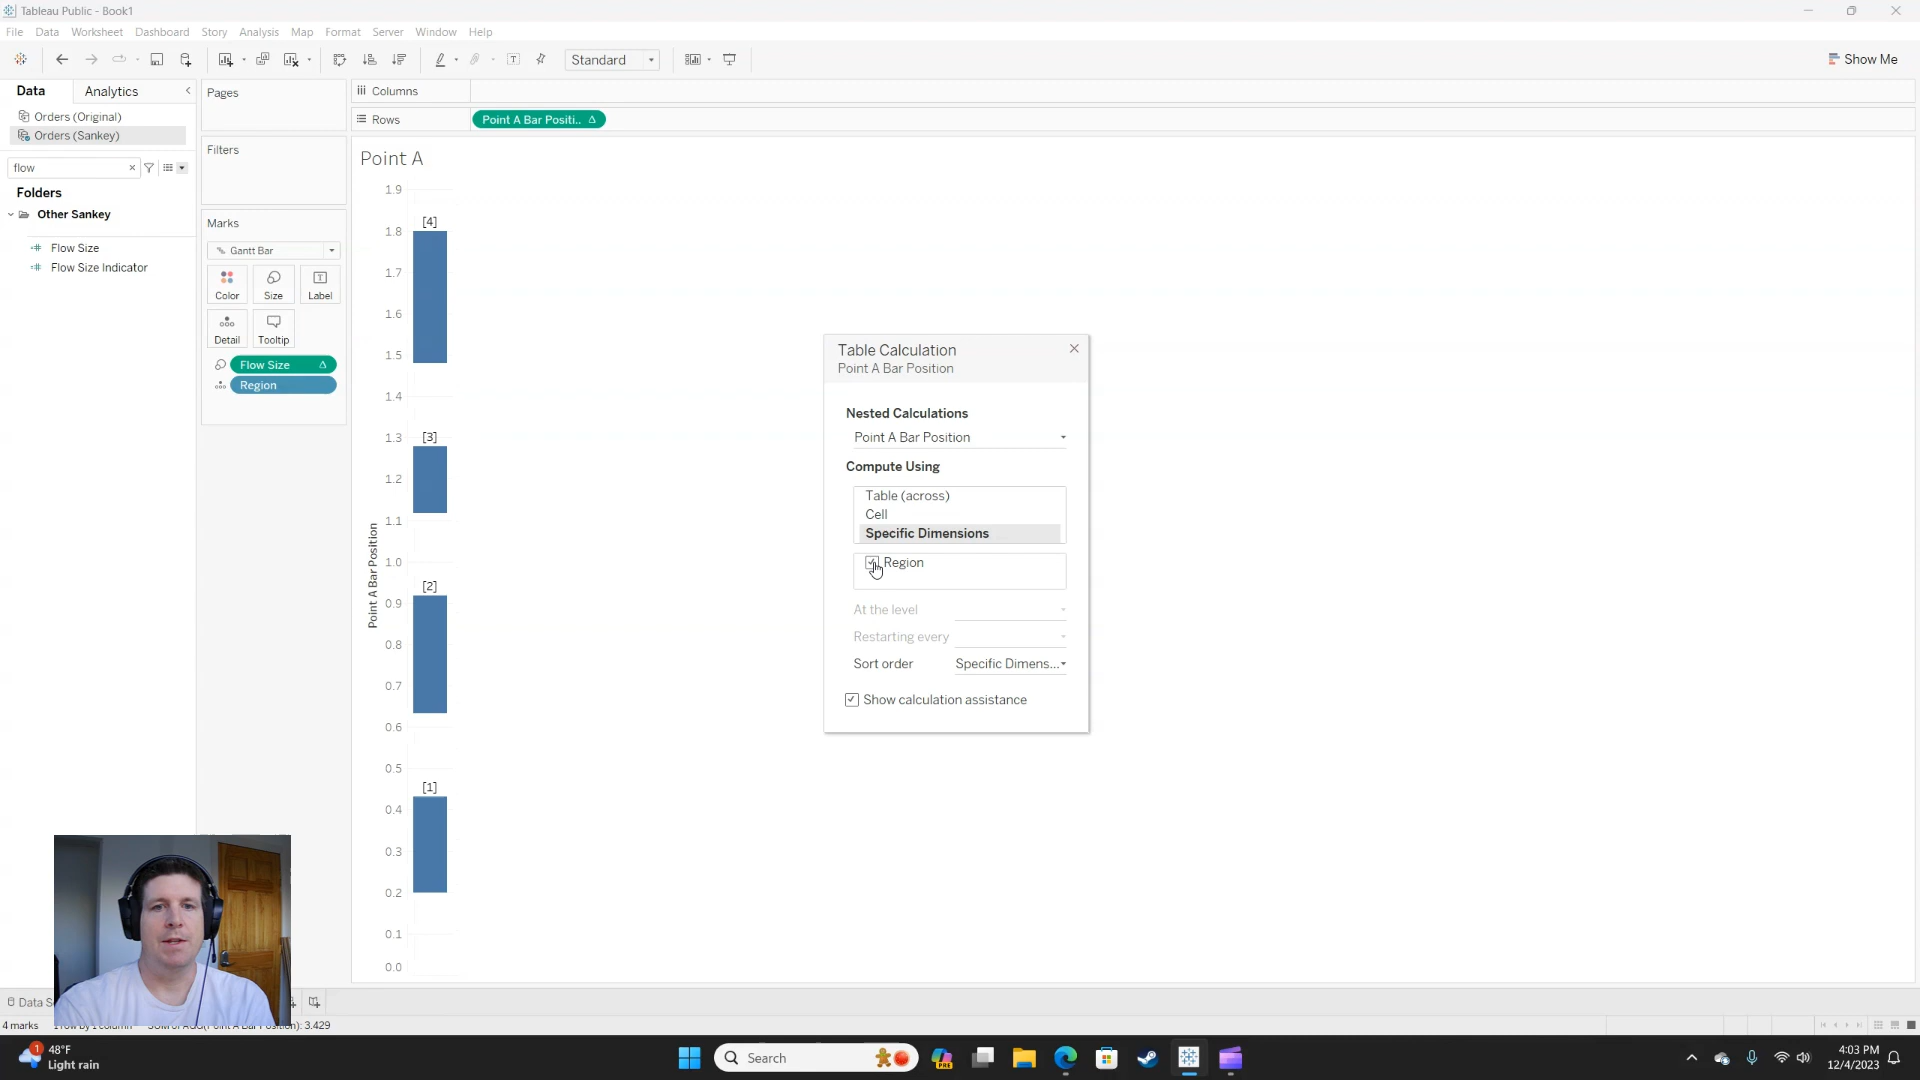 Tableau Public - Book1
File Data Worksheet Dashboard Story Analysis Map Format Server Window Help
Standard
Show Me
Data Analytics
Pages
Columns
Orders (Original)
Rows
Point A Bar Positi..
Orders (Sankey)
Filters
Point A
flow
Folders
Other Sankey
Marks
Flow Size
Gantt Bar
Flow Size Indicator
Color Size Label
Detail Tooltip
Flow Size
Region
Point A Bar Position
1.9
1.8
1.7
1.6
1.5
1.4
1.3
1.2
1.1
1.0
0.9
0.8
0.7
0.6
0.5
0.4
0.3
0.2
0.1
0.0
[4]
[3]
[2]
[1]
Table Calculation
Point A Bar Position
Nested Calculations
Point A Bar Position
Compute Using
Table (across)
Cell
Specific Dimensions
Region
At the level
Restarting every
Sort order Specific Dimens...
Show calculation assistance
Data S
4 marks
3.429
1
48°F
Light rain
Search
PRE
4:03 PM
12/4/2023